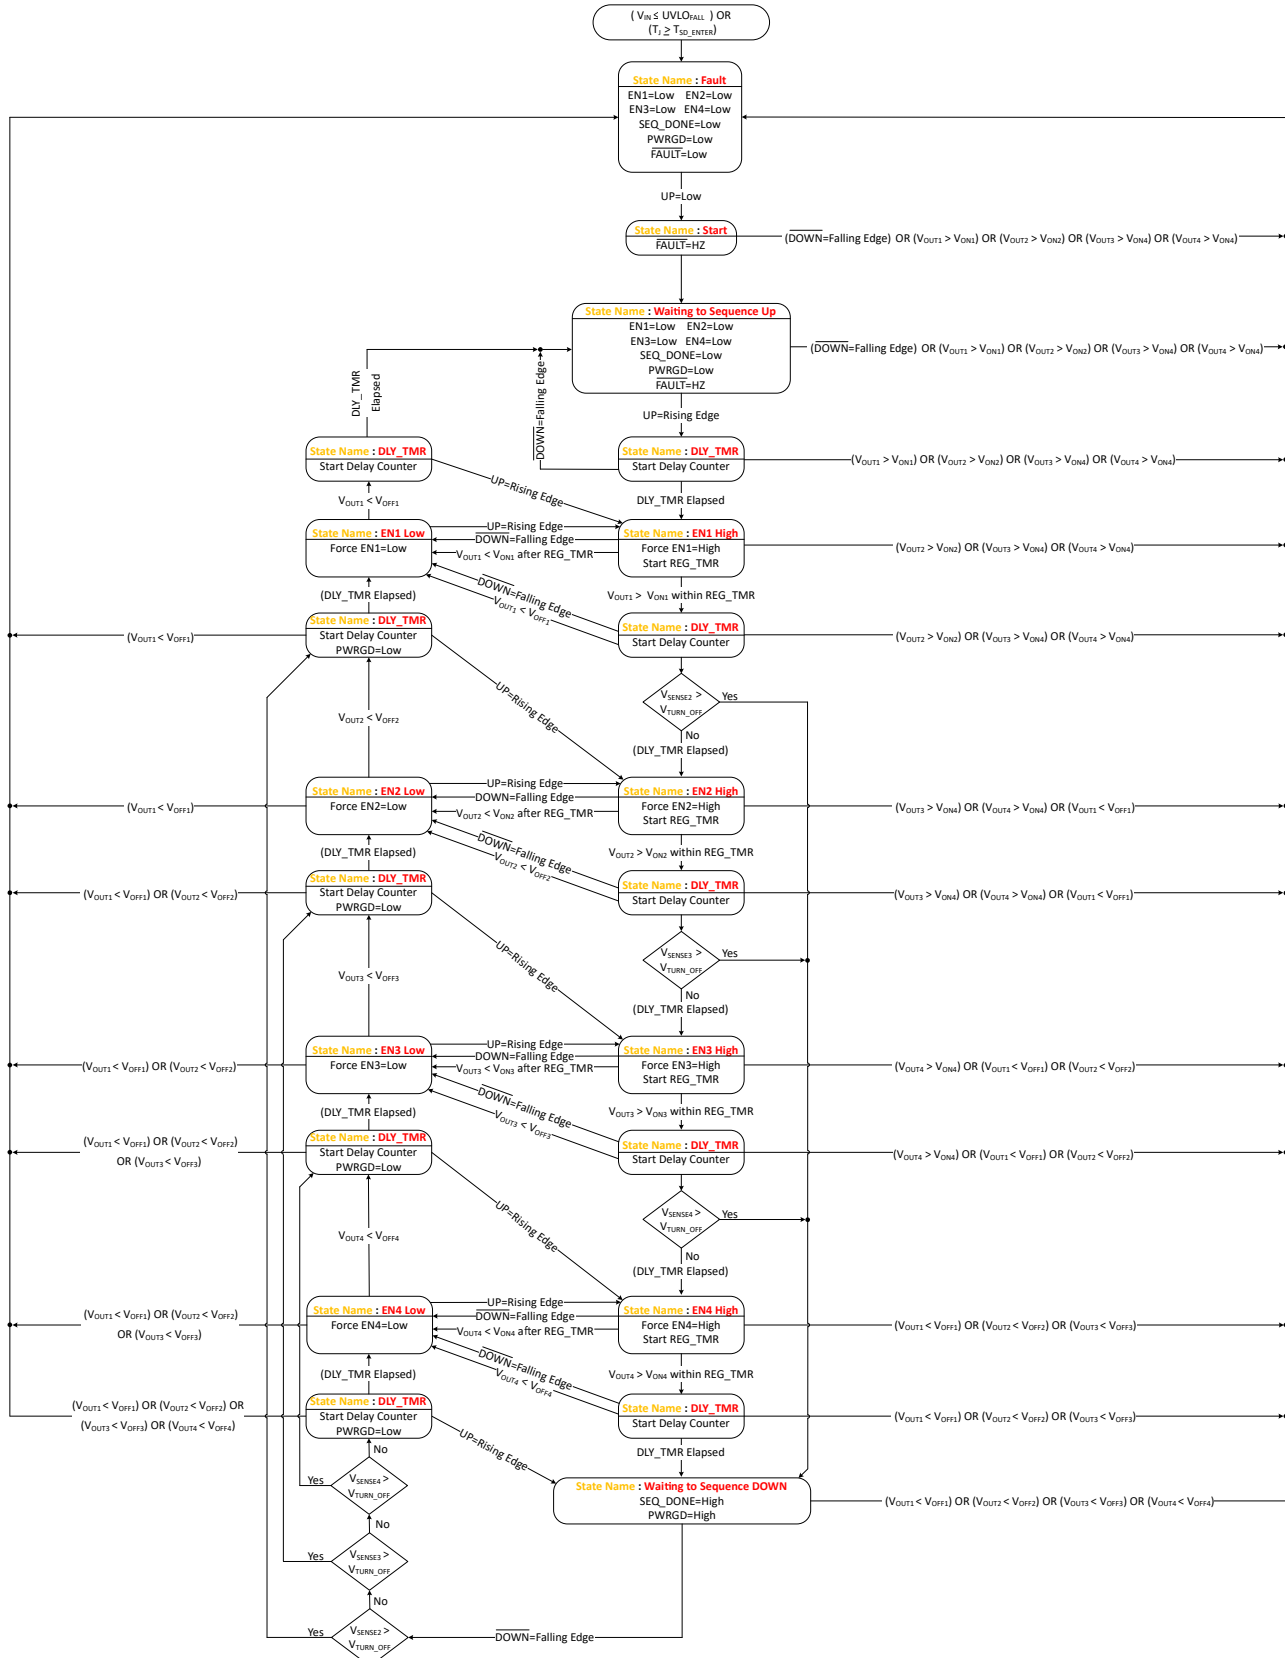 ( VIN ≤ UVLOFALL ) OR
(TJ ≥ TSD_ENTER)
State Name : Fault
EN1=Low EN2=Low
EN3=Low EN4=Low
SEQ_DONE=Low
PWRGD=Low
FAULT=Low
UP=Low
State Name : Start
FAULT=HZ
(DOWN=Falling Edge) OR (VOUT1 > VON1) OR (VOUT2 > VON2) OR (VOUT3 > VON4) OR (VOUT4 > VON4)
State Name : Waiting to Sequence Up
EN1=Low EN2=Low
EN3=Low EN4=Low
SEQ_DONE=Low
PWRGD=Low
FAULT=HZ
(DOWN=Falling Edge) OR (VOUT1 > VON1) OR (VOUT2 > VON2) OR (VOUT3 > VON4) OR (VOUT4 > VON4)
DLY_TMR
Elapsed
DOWN=Falling Edge
UP=Rising Edge
State Name : DLY_TMR
Start Delay Counter
State Name : DLY_TMR
Start Delay Counter
(VOUT1 > VON1) OR (VOUT2 > VON2) OR (VOUT3 > VON4) OR (VOUT4 > VON4)
VOUT1 < VOFF1
UP=Rising Edge
DLY_TMR Elapsed
State Name : EN1 Low
Force EN1=Low
UP=Rising Edge
DOWN=Falling Edge
VOUT1 < VON1 after REG_TMR
State Name : EN1 High
Force EN1=High
Start REG_TMR
(VOUT2 > VON2) OR (VOUT3 > VON4) OR (VOUT4 > VON4)
(DLY_TMR Elapsed)
DOWN=Falling Edge
VOUT1 < VOFF1
VOUT1 > VON1 within REG_TMR
(VOUT1 < VOFF1)
State Name : DLY_TMR
Start Delay Counter
PWRGD=Low
State Name : DLY_TMR
Start Delay Counter
(VOUT2 > VON2) OR (VOUT3 > VON4) OR (VOUT4 > VON4)
VOUT2 < VOFF2
UP=Rising Edge
VSENSE2 >
VTURN_OFF
Yes
No
(DLY_TMR Elapsed)
(VOUT1 < VOFF1)
State Name : EN2 Low
Force EN2=Low
UP=Rising Edge
DOWN=Falling Edge
VOUT2 < VON2 after REG_TMR
State Name : EN2 High
Force EN2=High
Start REG_TMR
(VOUT3 > VON4) OR (VOUT4 > VON4) OR (VOUT1 < VOFF1)
(DLY_TMR Elapsed)
DOWN=Falling Edge
VOUT2 < VOFF2
VOUT2 > VON2 within REG_TMR
(VOUT1 < VOFF1) OR (VOUT2 < VOFF2)
State Name : DLY_TMR
Start Delay Counter
PWRGD=Low
State Name : DLY_TMR
Start Delay Counter
(VOUT3 > VON4) OR (VOUT4 > VON4) OR (VOUT1 < VOFF1)
VOUT3 < VOFF3
UP=Rising Edge
VSENSE3 >
VTURN_OFF
Yes
No
(DLY_TMR Elapsed)
(VOUT1 < VOFF1) OR (VOUT2 < VOFF2)
State Name : EN3 Low
Force EN3=Low
UP=Rising Edge
DOWN=Falling Edge
VOUT3 < VON3 after REG_TMR
State Name : EN3 High
Force EN3=High
Start REG_TMR
(VOUT4 > VON4) OR (VOUT1 < VOFF1) OR (VOUT2 < VOFF2)
(DLY_TMR Elapsed)
DOWN=Falling Edge
VOUT3 < VOFF3
VOUT3 > VON3 within REG_TMR
(VOUT1 < VOFF1) OR (VOUT2 < VOFF2)
OR (VOUT3 < VOFF3)
State Name : DLY_TMR
Start Delay Counter
PWRGD=Low
State Name : DLY_TMR
Start Delay Counter
(VOUT4 > VON4) OR (VOUT1 < VOFF1) OR (VOUT2 < VOFF2)
VOUT4 < VOFF4
UP=Rising Edge
VSENSE4 >
VTURN_OFF
Yes
No
(DLY_TMR Elapsed)
(VOUT1 < VOFF1) OR (VOUT2 < VOFF2)
OR (VOUT3 < VOFF3)
State Name : EN4 Low
Force EN4=Low
UP=Rising Edge
DOWN=Falling Edge
VOUT4 < VON4 after REG_TMR
State Name : EN4 High
Force EN4=High
Start REG_TMR
(VOUT1 < VOFF1) OR (VOUT2 < VOFF2) OR (VOUT3 < VOFF3)
(DLY_TMR Elapsed)
DOWN=Falling Edge
VOUT4 < VOFF4
VOUT4 > VON4 within REG_TMR
(VOUT1 < VOFF1) OR (VOUT2 < VOFF2) OR
(VOUT3 < VOFF3) OR (VOUT4 < VOFF4)
State Name : DLY_TMR
Start Delay Counter
PWRGD=Low
State Name : DLY_TMR
Start Delay Counter
(VOUT1 < VOFF1) OR (VOUT2 < VOFF2) OR (VOUT3 < VOFF3)
UP=Rising Edge
DLY_TMR Elapsed
No
Yes
VSENSE4 >
VTURN_OFF
State Name : Waiting to Sequence DOWN
SEQ_DONE=High
PWRGD=High
(VOUT1 < VOFF1) OR (VOUT2 < VOFF2) OR (VOUT3 < VOFF3) OR (VOUT4 < VOFF4)
No
Yes
VSENSE3 >
VTURN_OFF
No
Yes
VSENSE2 >
VTURN_OFF
DOWN=Falling Edge